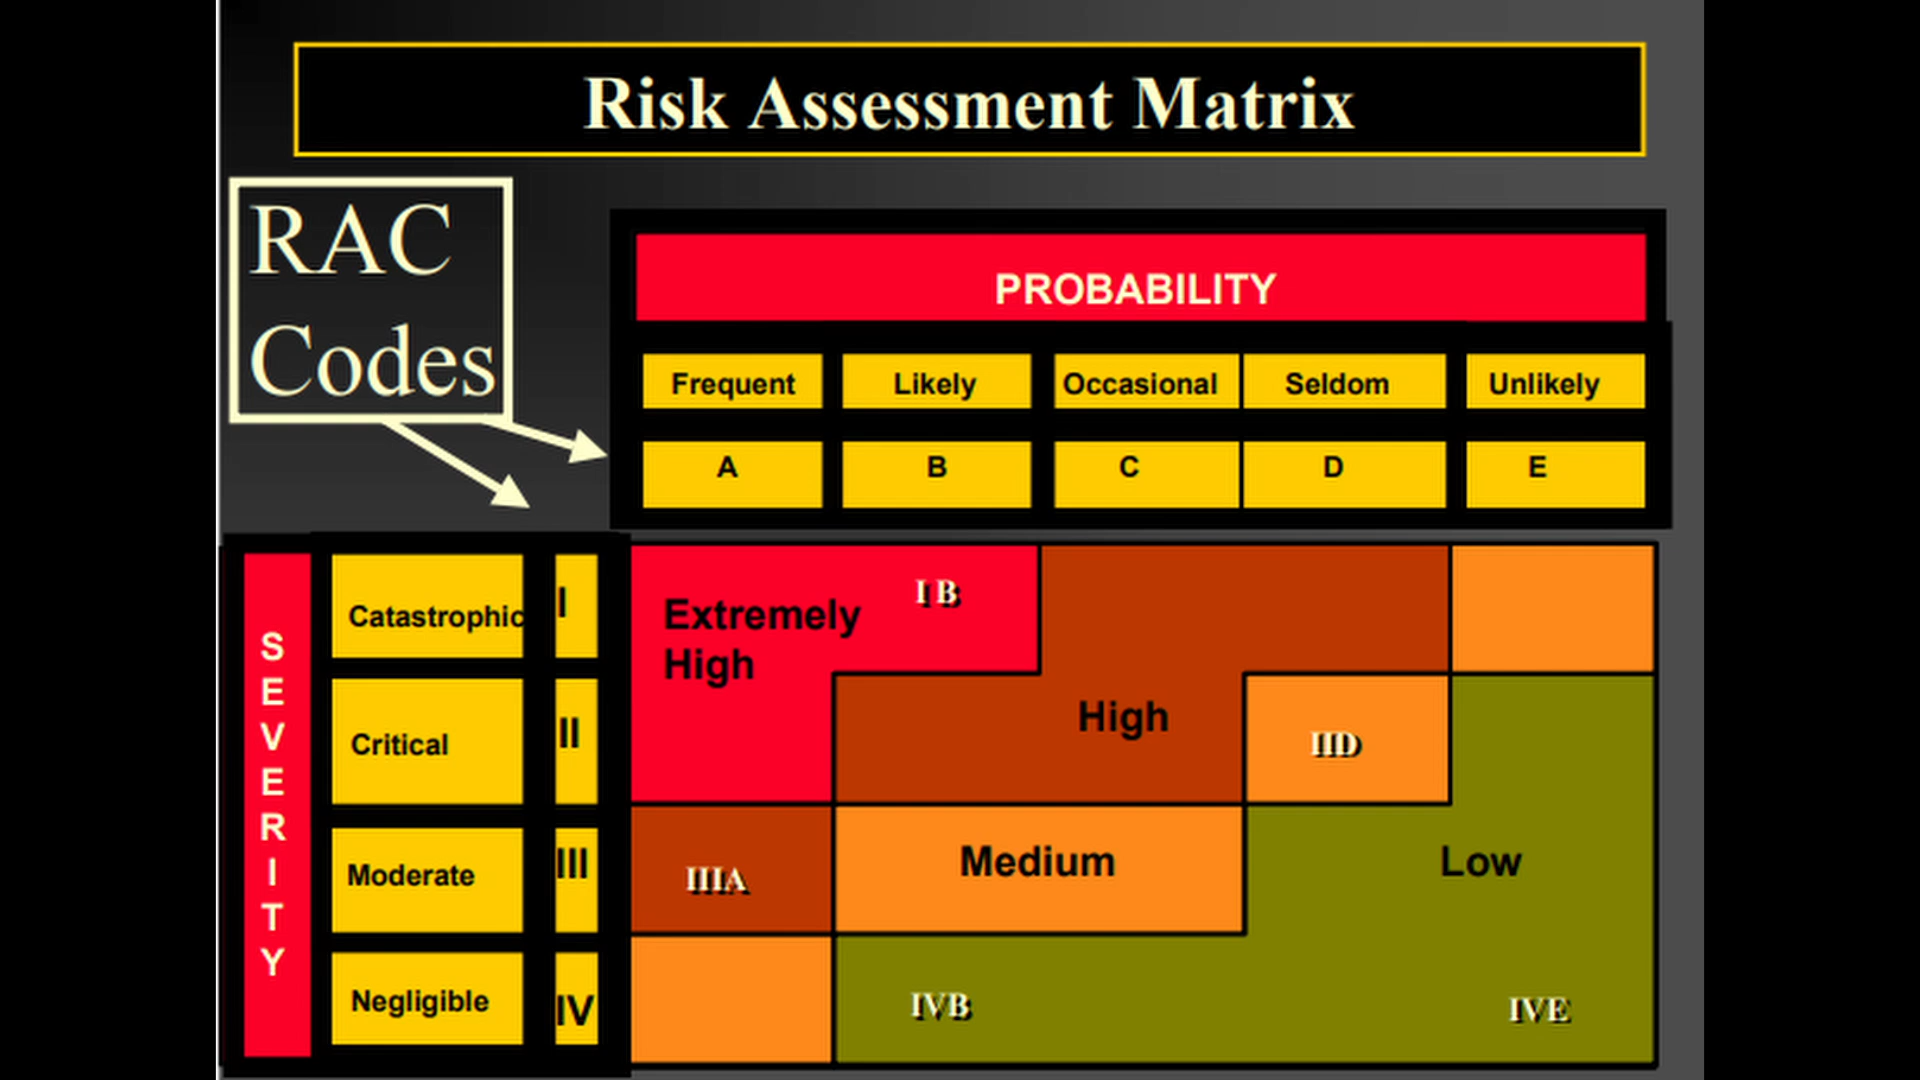 Risk Assessment Matrix
RAC
Codes
PROBABILITY
Frequent Likely Occasional Seldom Unlikely
A B C D E
SEVERITY
Catastrophic I
Extremely
High
I B
Critical II
High
IID
Moderate III
IIIA
Medium
Low
Negligible IV
IVB
IVE